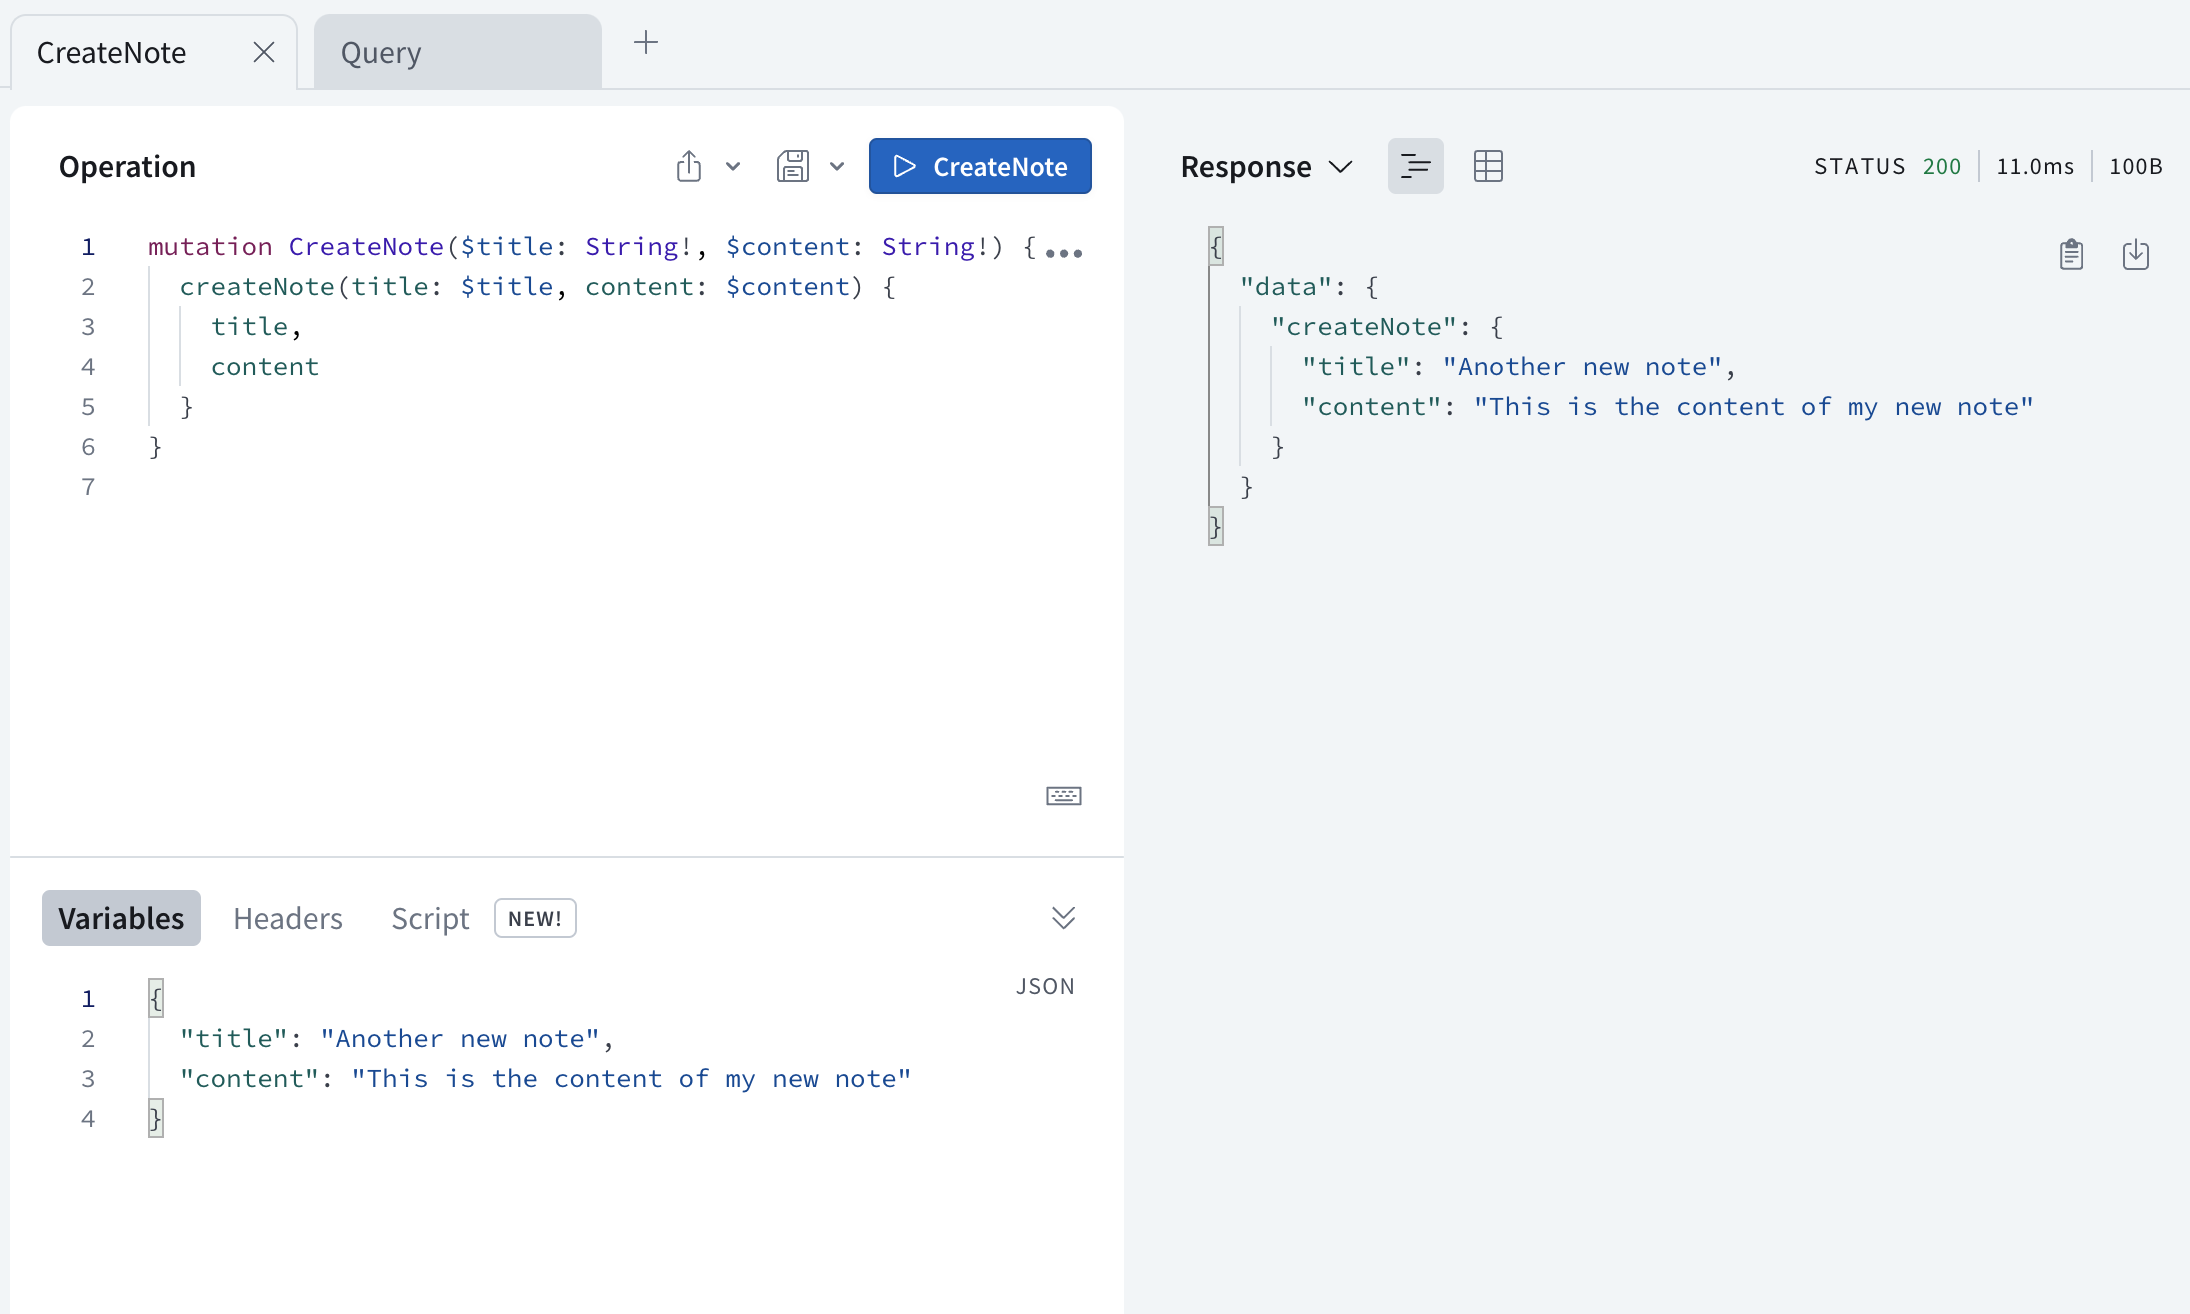 CreateNote
Query
Operation
CreateNote
1 mutation CreateNote($title: String!, $content: String!) {
2   createNote(title: $title, content: $content) {
3     title,
4     content
5   }
6 }
7
Variables
Headers
Script
NEW!
JSON
1 {
2   "title": "Another new note",
3   "content": "This is the content of my new note"
4 }
Response
STATUS 200 11.0ms 100B
{
  "data": {
    "createNote": {
      "title": "Another new note",
      "content": "This is the content of my new note"
    }
  }
}